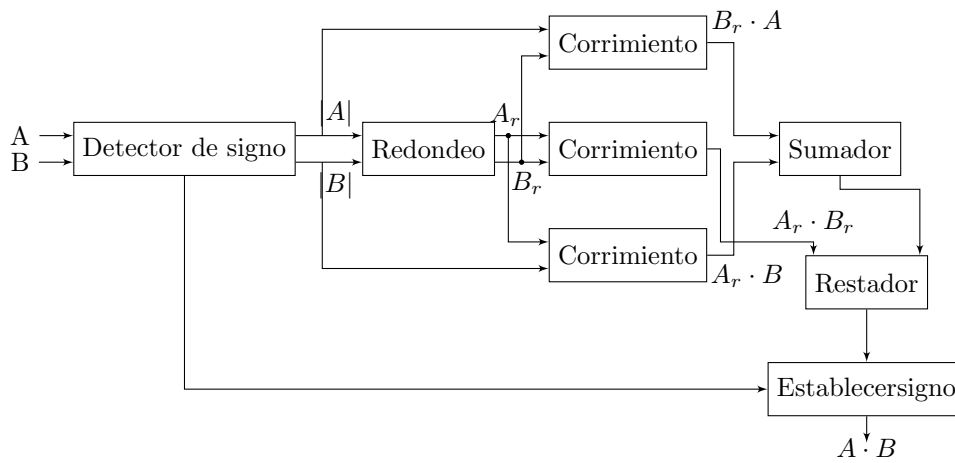 B_r · A
Corrimiento
|A|
A_r
A
B
Detector de signo
Redondeo
Corrimiento
Sumador
|B|
B_r
A_r · B_r
Corrimiento
A_r · B
Restador
Establecersigno
A · B